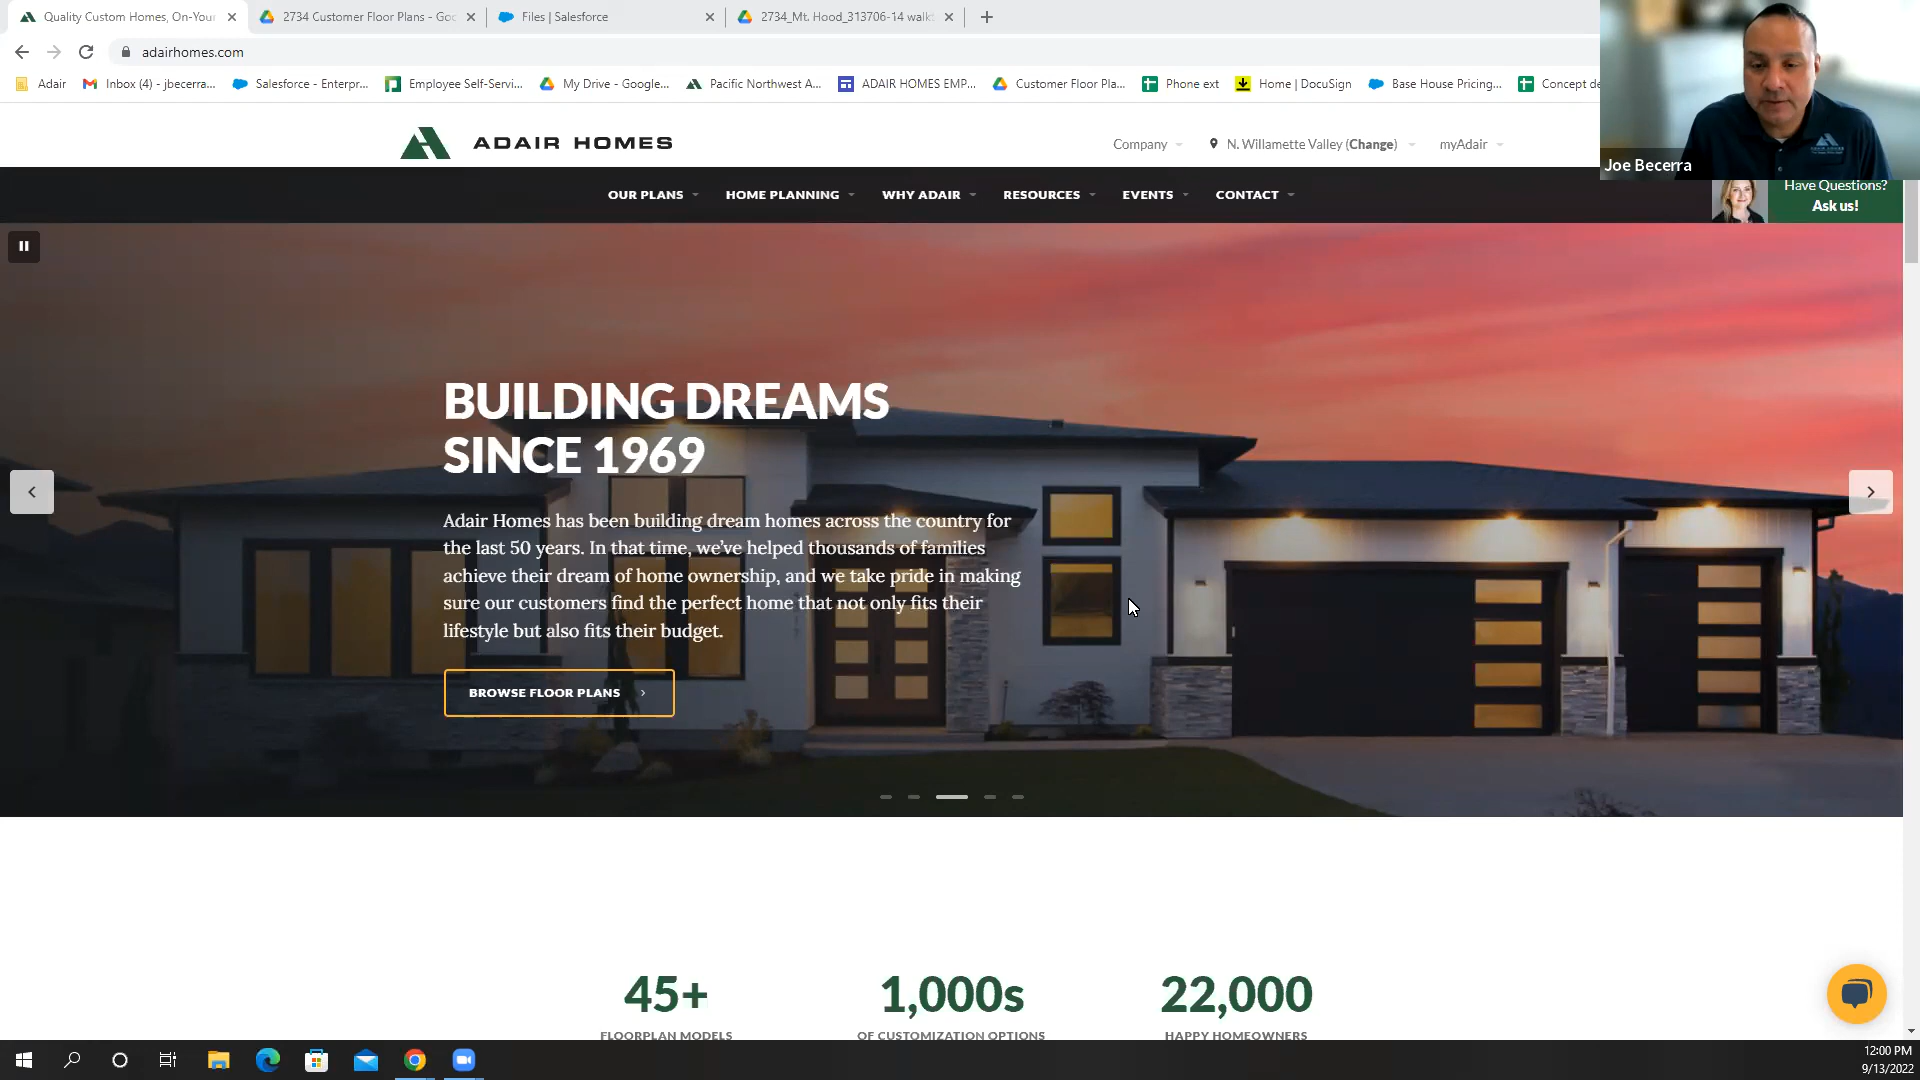 Quality Custom Homes, On-Your
2734 Customer Floor Plans - Goo
Files | Salesforce
2734_Mt. Hood_313706-14 walkt
adairhomes.com
Adair
Inbox (4) - jbecerra...
Salesforce - Enterpr...
Employee Self-Servi...
My Drive - Google...
Pacific Northwest A...
ADAIR HOMES EMP...
Customer Floor Pla...
Phone ext
Home | DocuSign
Base House Pricing...
Concept de
ADAIR HOMES
Company
N. Willamette Valley (Change)
myAdair
Joe Becerra
OUR PLANS
HOME PLANNING
WHY ADAIR
RESOURCES
EVENTS
CONTACT
Have Questions?
Ask us!
BUILDING DREAMS
SINCE 1969
Adair Homes has been building dream homes across the country for
the last 50 years. In that time, we've helped thousands of families
achieve their dream of home ownership, and we take pride in making
sure our customers find the perfect home that not only fits their
lifestyle but also fits their budget.
BROWSE FLOOR PLANS
45+
FLOORPLAN MODELS
1,000s
OF CUSTOMIZATION OPTIONS
22,000
HAPPY HOMEOWNERS
12:00 PM
9/13/2022